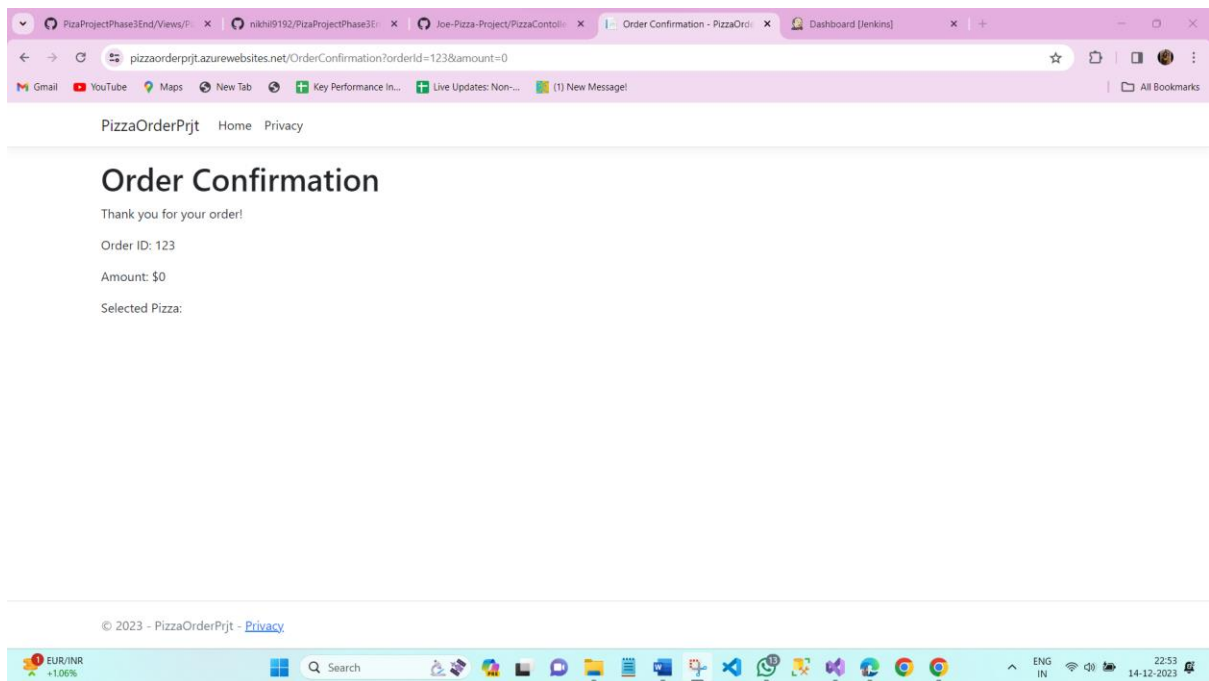 PizaProjectPhase3End/Views/Pi
nikhil9192/PizaProjectPhase3En
Joe-Pizza-Project/PizzaContolle
Order Confirmation - PizzaOrde
Dashboard [Jenkins]
pizzaorderprjt.azurewebsites.net/OrderConfirmation?orderId=123&amount=0
Gmail YouTube Maps New Tab Key Performance In... Live Updates: Non-... (1) New Message! All Bookmarks
PizzaOrderPrjt Home Privacy
Order Confirmation
Thank you for your order!
Order ID: 123
Amount: $0
Selected Pizza:
© 2023 - PizzaOrderPrjt - Privacy
EUR/INR
+1.06%
Search
ENG
IN
22:53
14-12-2023